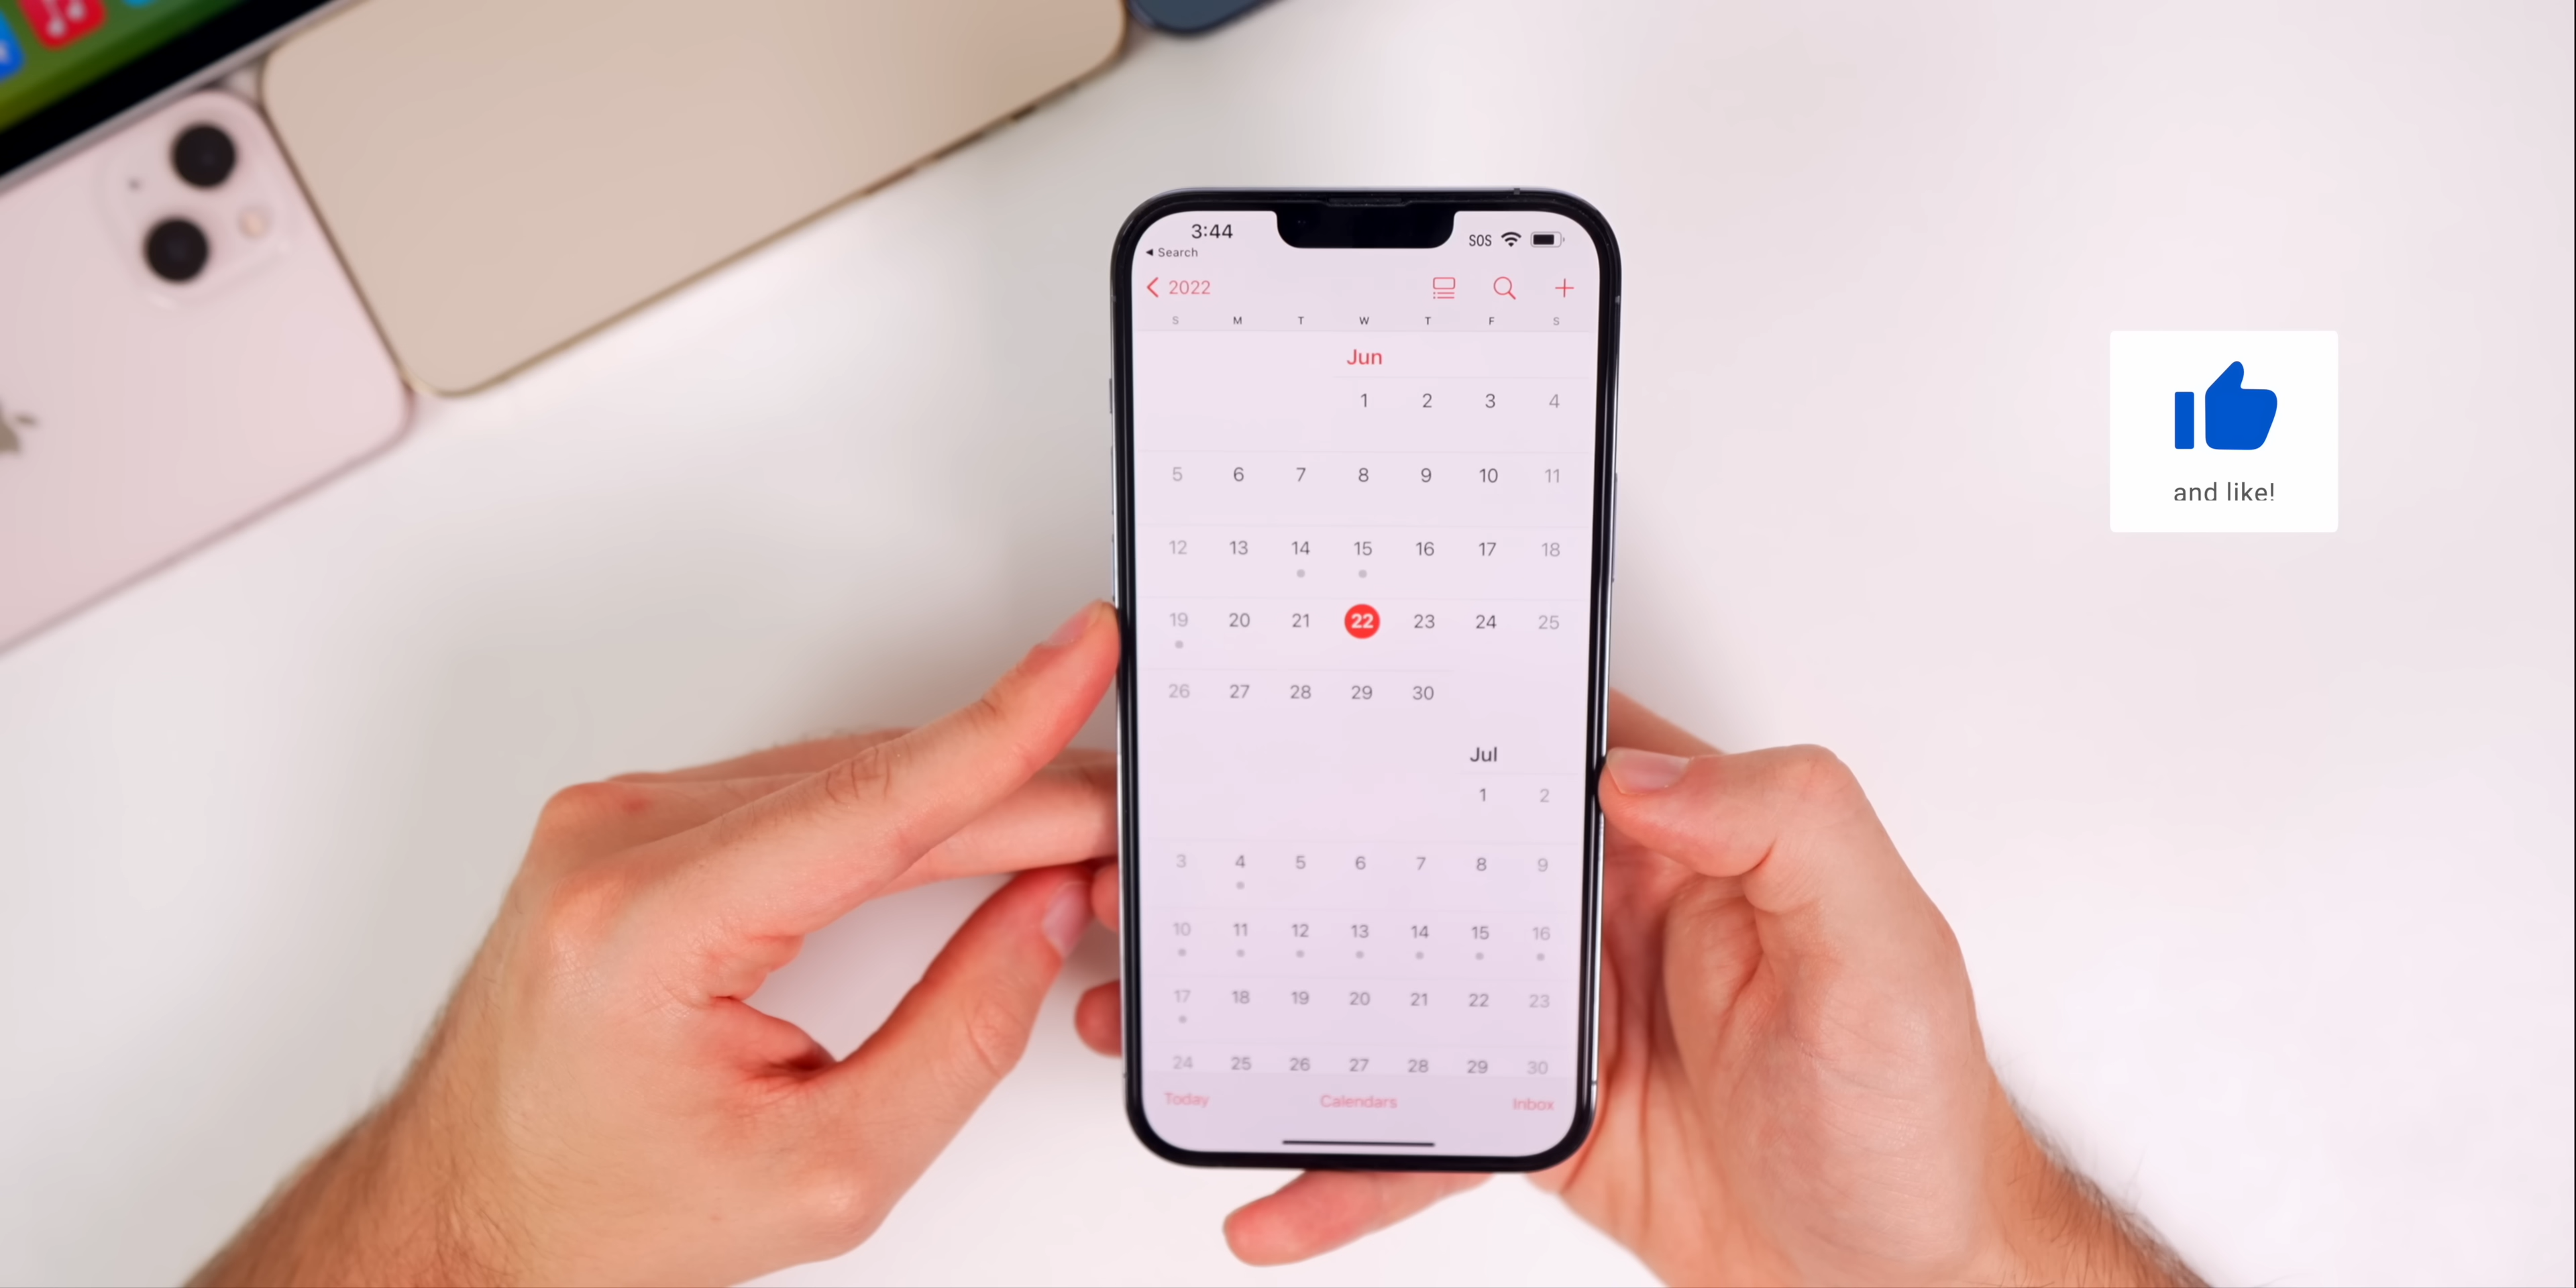 3:44 SOS
◀ Search
2022
S M T W T F S
Jun
1 2 3 4
5 6 7 8 9 10 11
12 13 14 15 16 17 18
19 20 21 22 23 24 25
26 27 28 29 30
Jul
1 2
3 4 5 6 7 8 9
10 11 12 13 14 15 16
17 18 19 20 21 22 23
24 25 26 27 28 29 30
Today Calendars Inbox
and like!